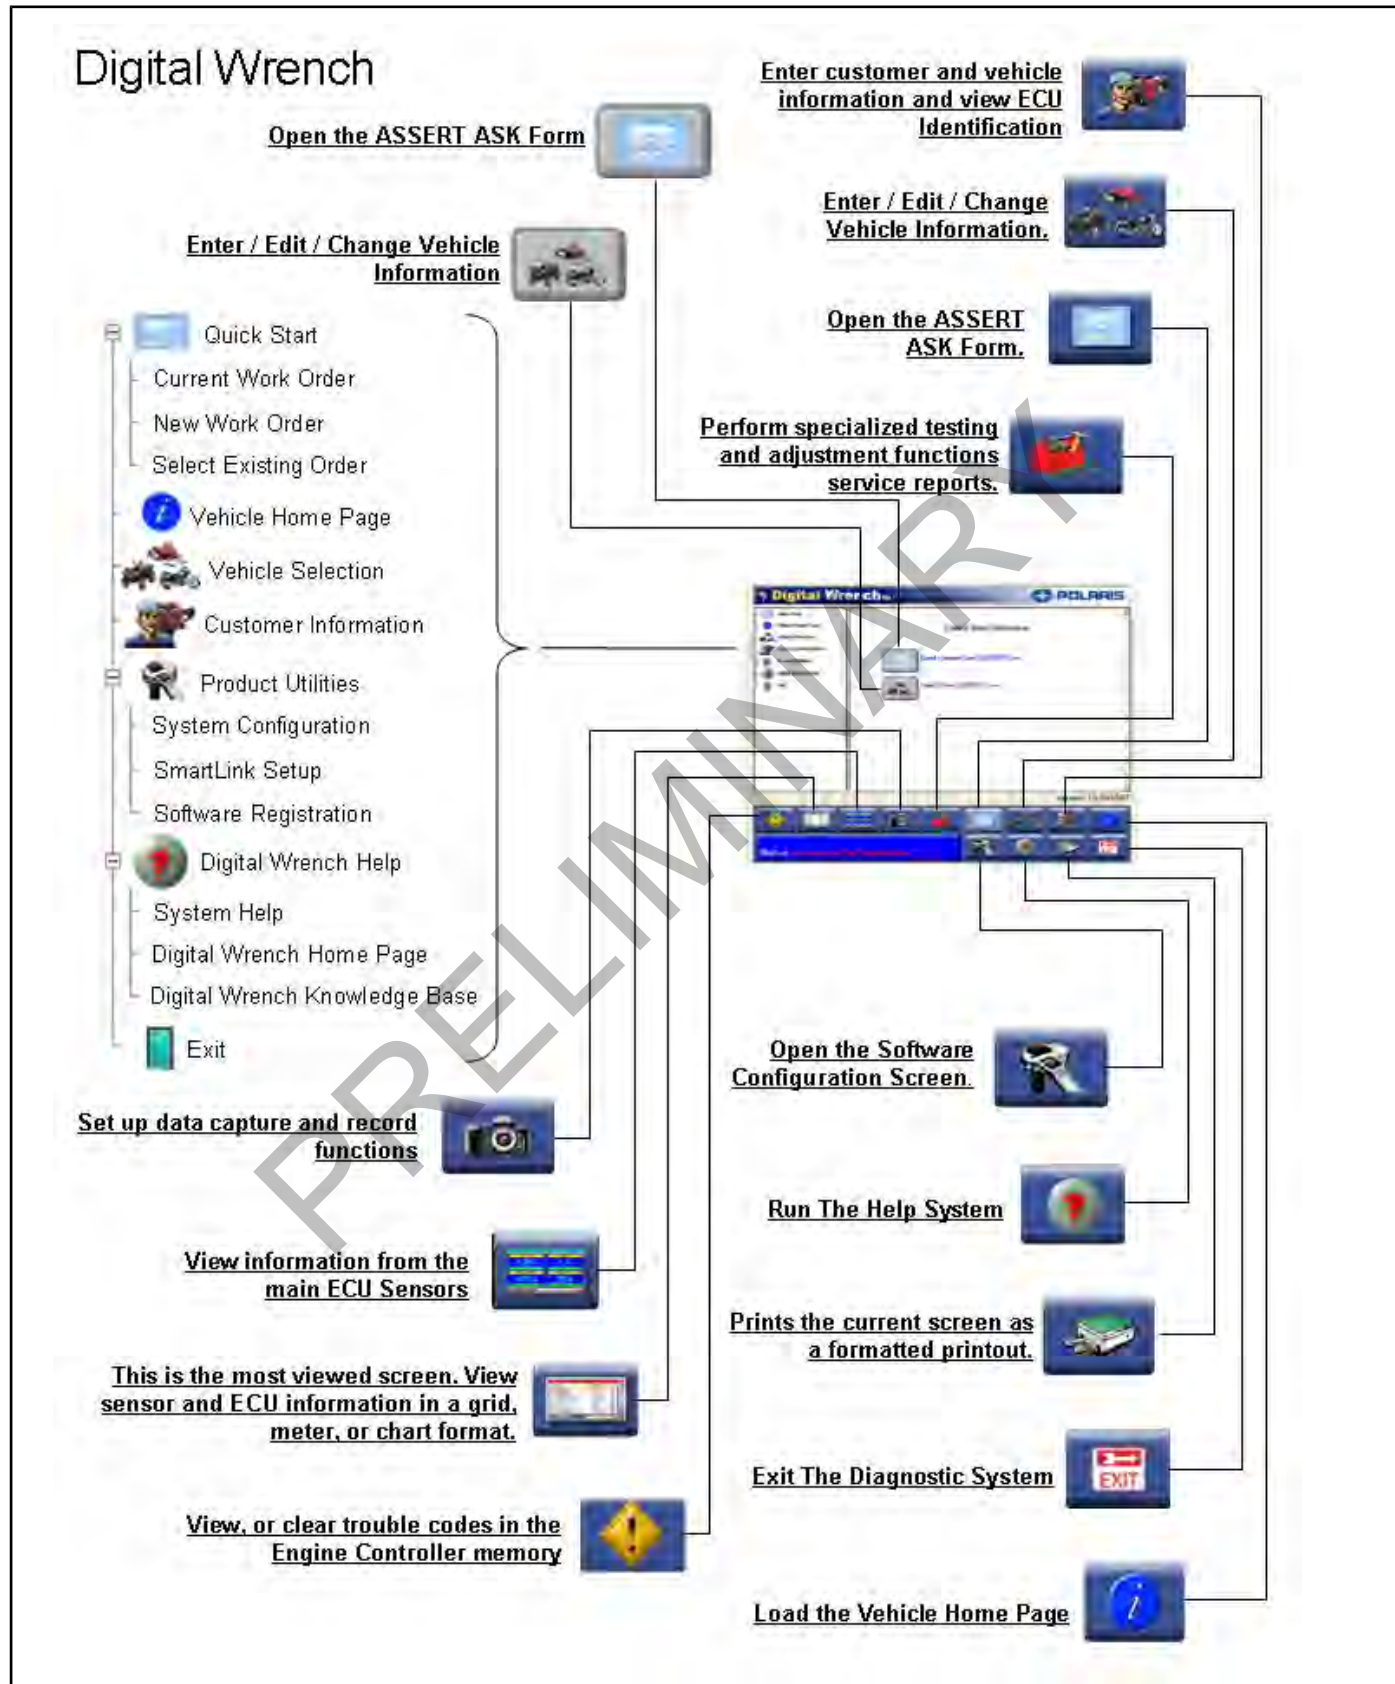 Digital Wrench
Open the ASSERT ASK Form
Enter / Edit / Change Vehicle
Information
Quick Start
Current Work Order
New Work Order
Select Existing Order
Vehicle Home Page
Vehicle Selection
Customer Information
Product Utilities
System Configuration
SmartLink Setup
Software Registration
Digital Wrench Help
System Help
Digital Wrench Home Page
Digital Wrench Knowledge Base
Exit
Set up data capture and record
functions
View information from the
main ECU Sensors
This is the most viewed screen. View
sensor and ECU information in a grid,
meter, or chart format.
View, or clear trouble codes in the
Engine Controller memory
Enter customer and vehicle
information and view ECU
Identification
Enter / Edit / Change
Vehicle Information.
Open the ASSERT
ASK Form.
Perform specialized testing
and adjustment functions
service reports.
Digital Wrench
POLARIS
Open the Software
Configuration Screen.
Run The Help System
Prints the current screen as
a formatted printout.
Exit The Diagnostic System
EXIT
Load the Vehicle Home Page
PRELIMINARY